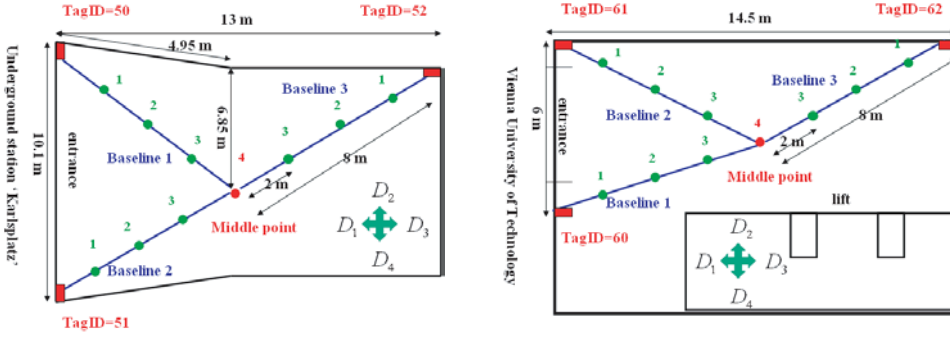 TagID=50
TagID=52
13 m
4.95 m
1
2
3
4
Baseline 1
Baseline 3
1
2
3
6.85 m
8 m
2 m
10.1 m
entrance
Underground station 'Karlsplatz'
Middle point
1
2
3
Baseline 2
D2
D1
D3
D4
TagID=51
TagID=61
TagID=62
14.5 m
1
2
3
4
Baseline 2
Baseline 3
1
2
3
8 m
2 m
6 m
entrance
Vienna University of Technology
Middle point
1
2
3
Baseline 1
TagID=60
lift
D2
D1
D3
D4